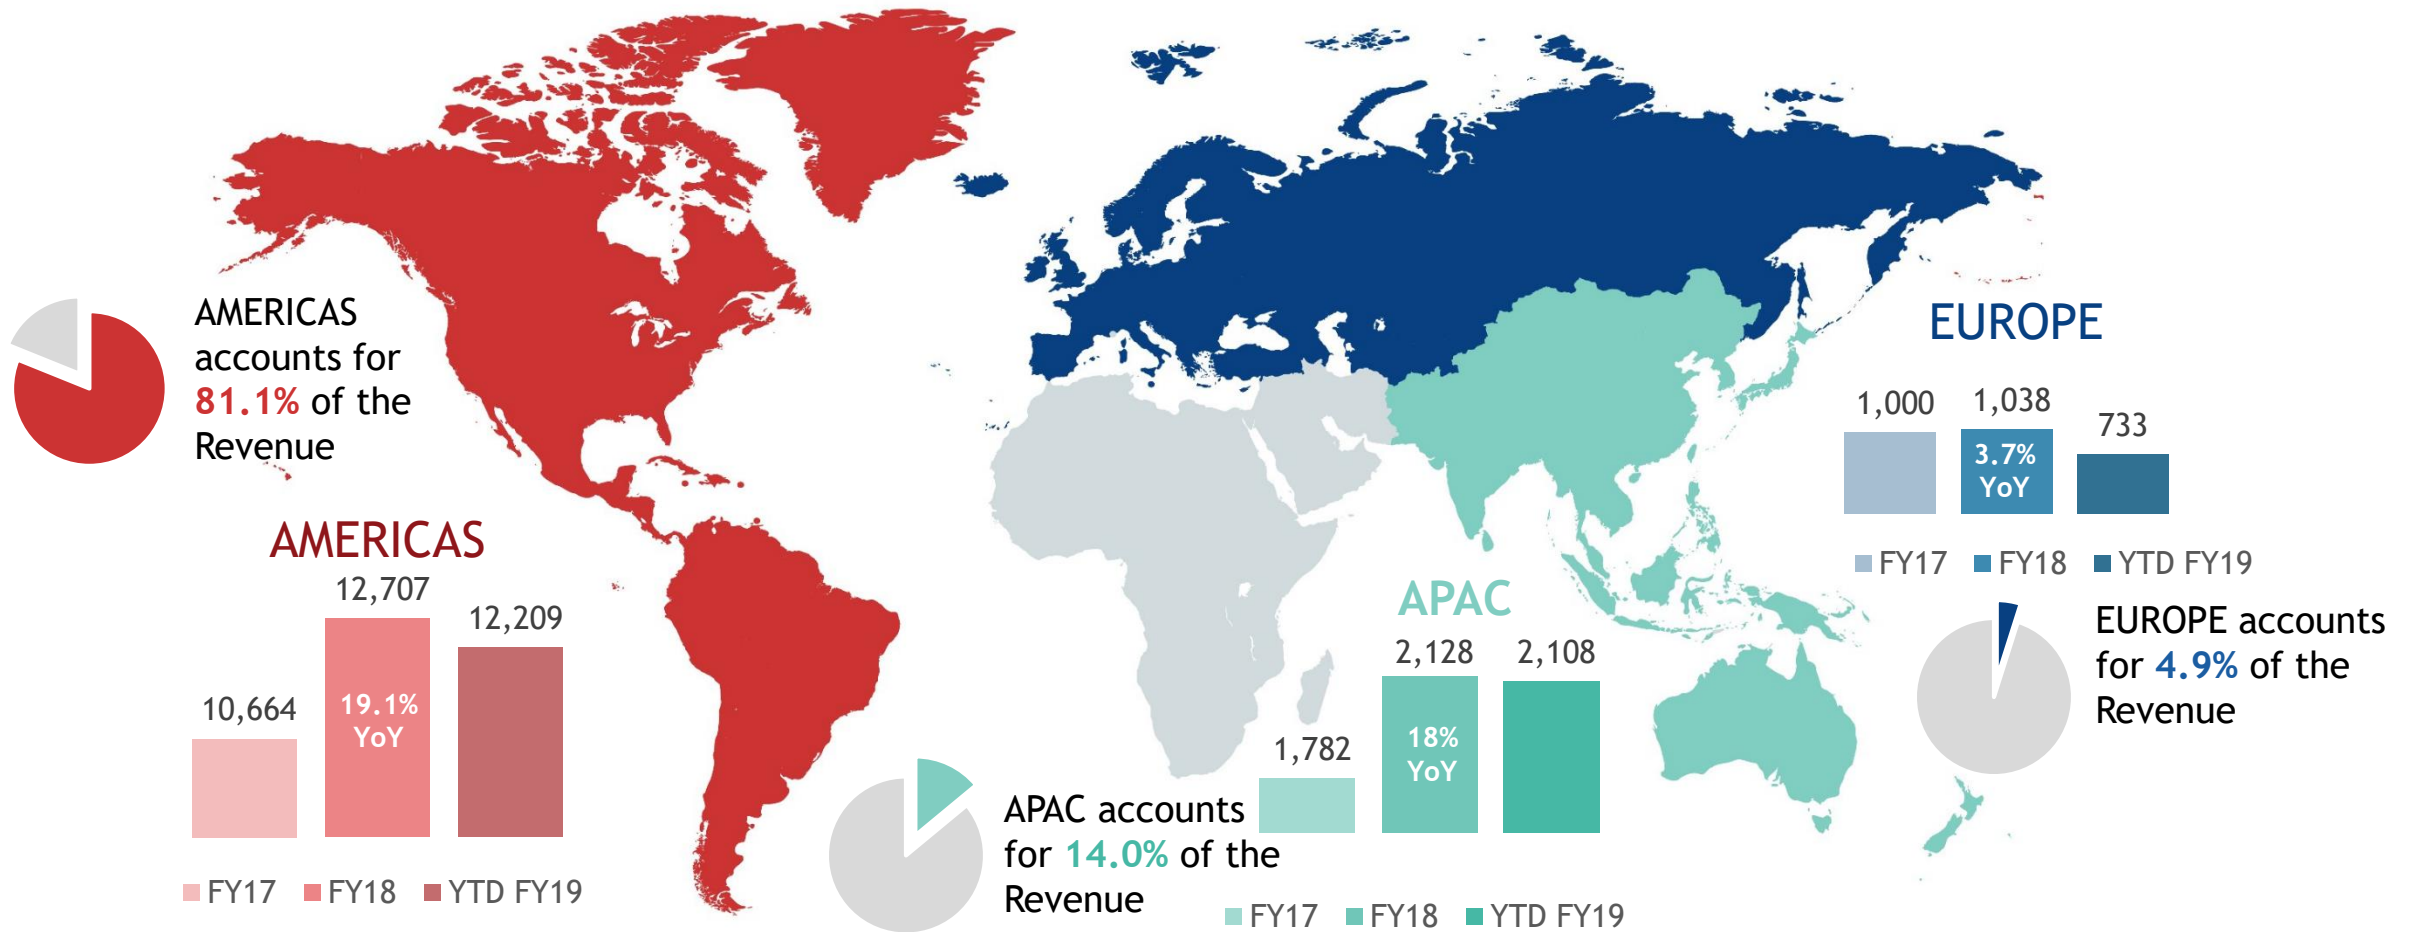 AMERICAS
accounts for
81.1% of the
Revenue
AMERICAS
10,664
12,707
12,209
19.1%
YoY
FY17 FY18 YTD FY19
APAC accounts
for 14.0% of the
Revenue
APAC
1,782
2,128
2,108
18%
YoY
FY17 FY18 YTD FY19
EUROPE
1,000
1,038
733
3.7%
YoY
FY17 FY18 YTD FY19
EUROPE accounts
for 4.9% of the
Revenue